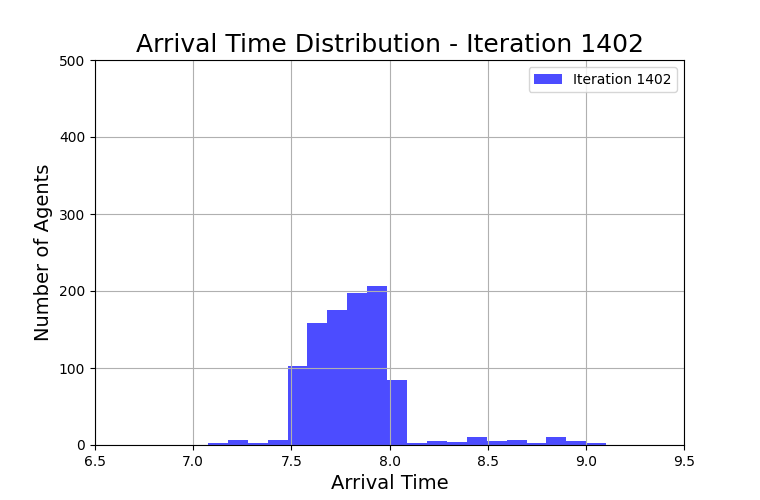 Arrival Time Distribution - Iteration 1402
Iteration 1402
Number of Agents
500
400
300
200
100
0
6.5 7.0 7.5 8.0 8.5 9.0 9.5
Arrival Time